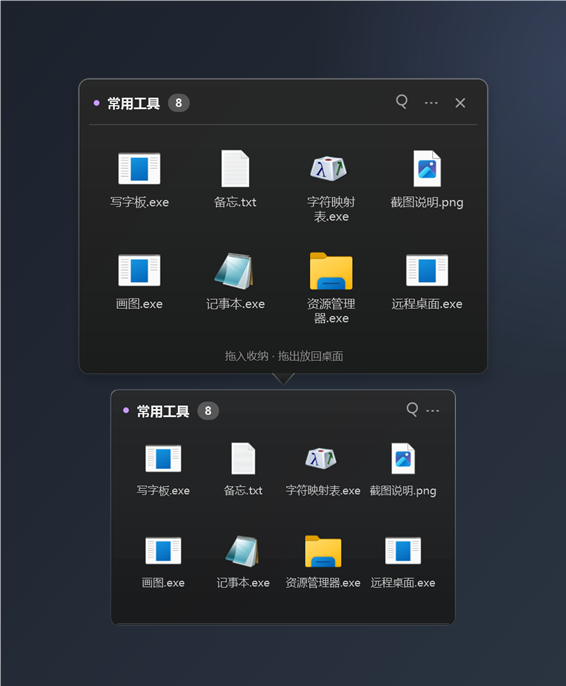 常用工具 8
写字板.exe 备忘.txt 字符映射表.exe 截图说明.png
画图.exe 记事本.exe 资源管理器.exe 远程桌面.exe
拖入收纳 · 拖出放回桌面
常用工具 8
写字板.exe 备忘.txt 字符映射表.exe 截图说明.png
画图.exe 记事本.exe 资源管理器.exe 远程桌面.exe